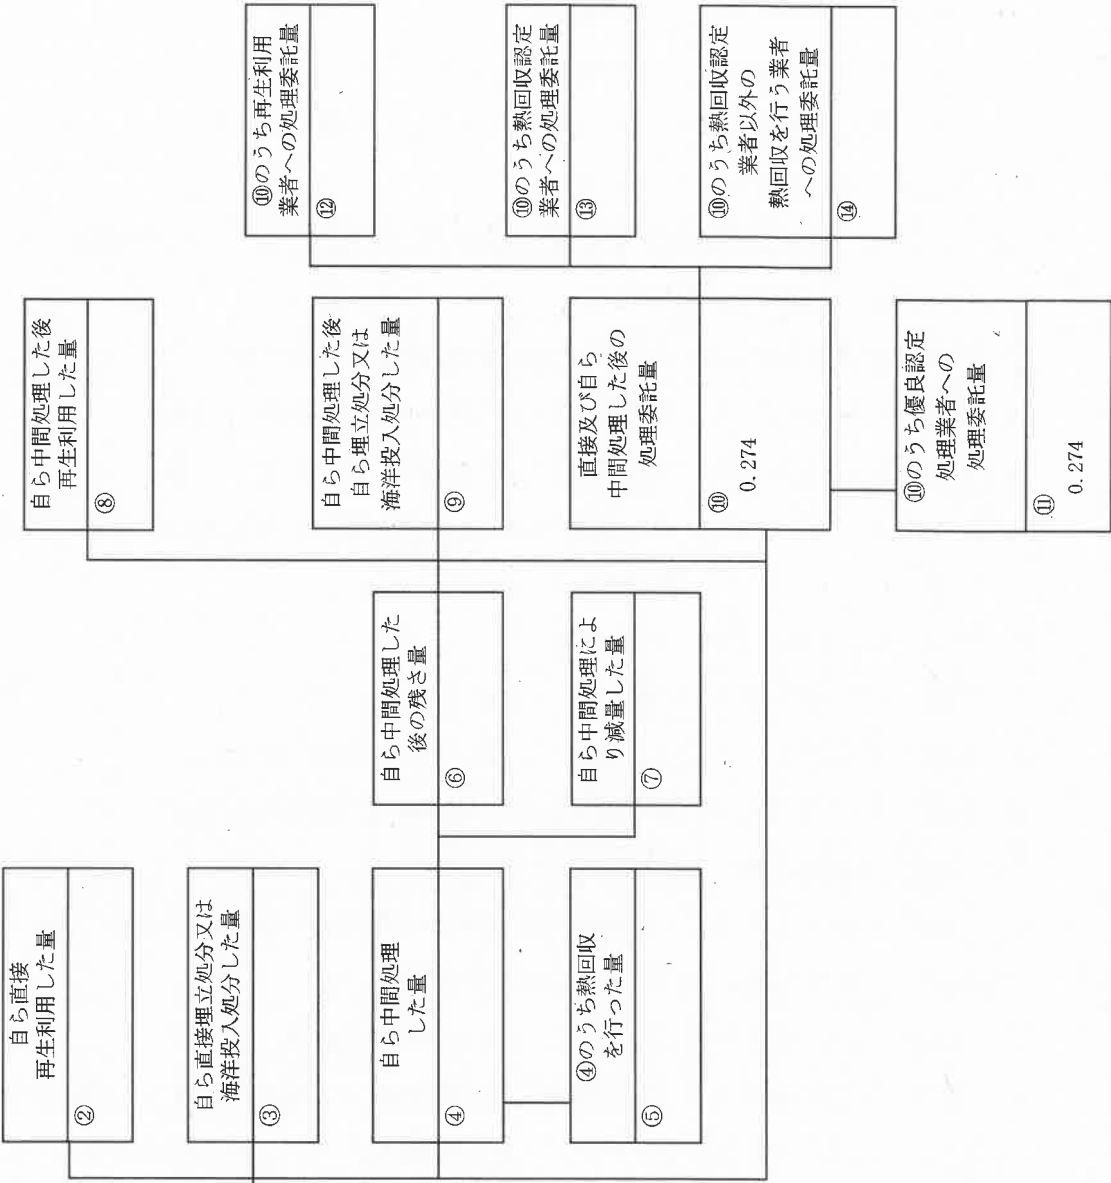 自ら直接
再生利用した量
②
自ら直接埋立処分又は
海洋投入処分した量
③
自ら中間処理
した量
④
④のうち熱回収
を行った量
⑤
自ら中間処理した
後の残さ量
⑥
自ら中間処理によ
り減量した量
⑦
自ら中間処理した後
再生利用した量
⑧
自ら中間処理した後
自ら埋立処分又は
海洋投入処分した量
⑨
直接及び自ら
中間処理した後の
処理委託量
⑩
0.274
⑩のうち優良認定
処理業者への
処理委託量
⑪
0.274
⑩のうち再生利用
業者への処理委託量
⑫
⑩のうち熱回収認定
業者への処理委託量
⑬
⑩のうち熱回収認定
業者以外の
熱回収を行う業者
への処理委託量
⑭